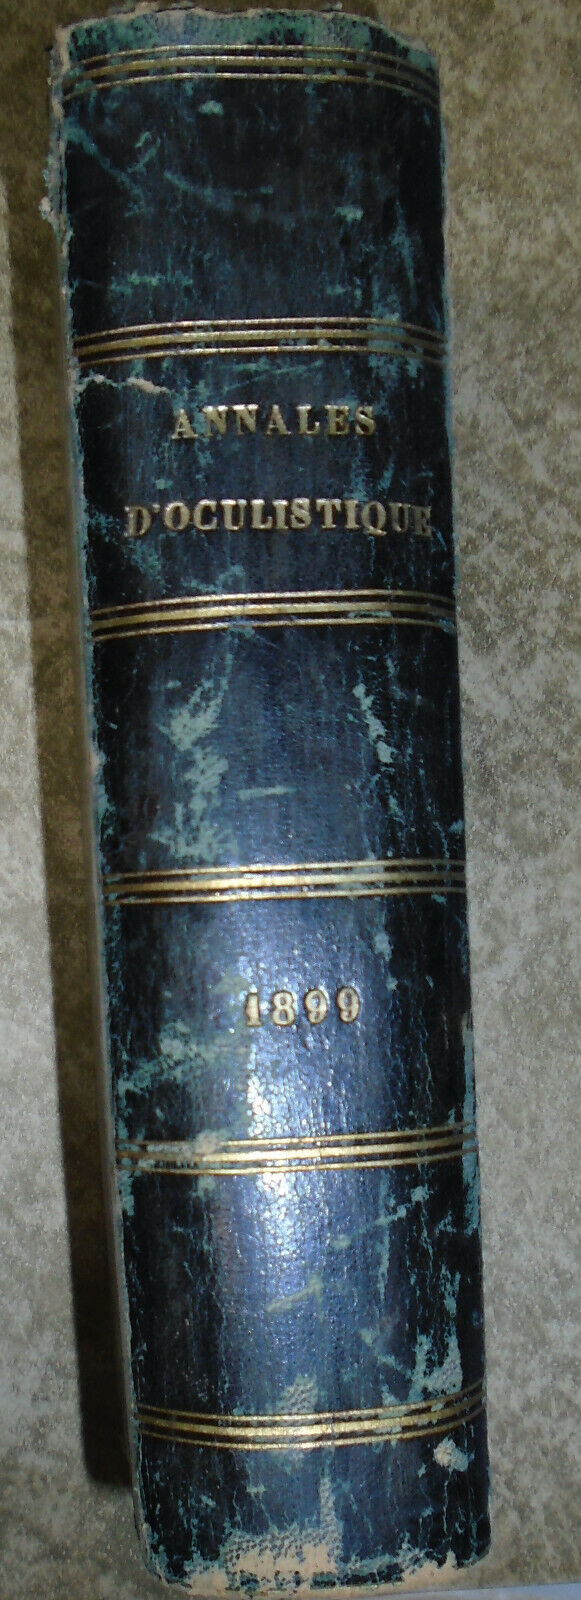 ANNALES
D'OCULISTIQUE
1899